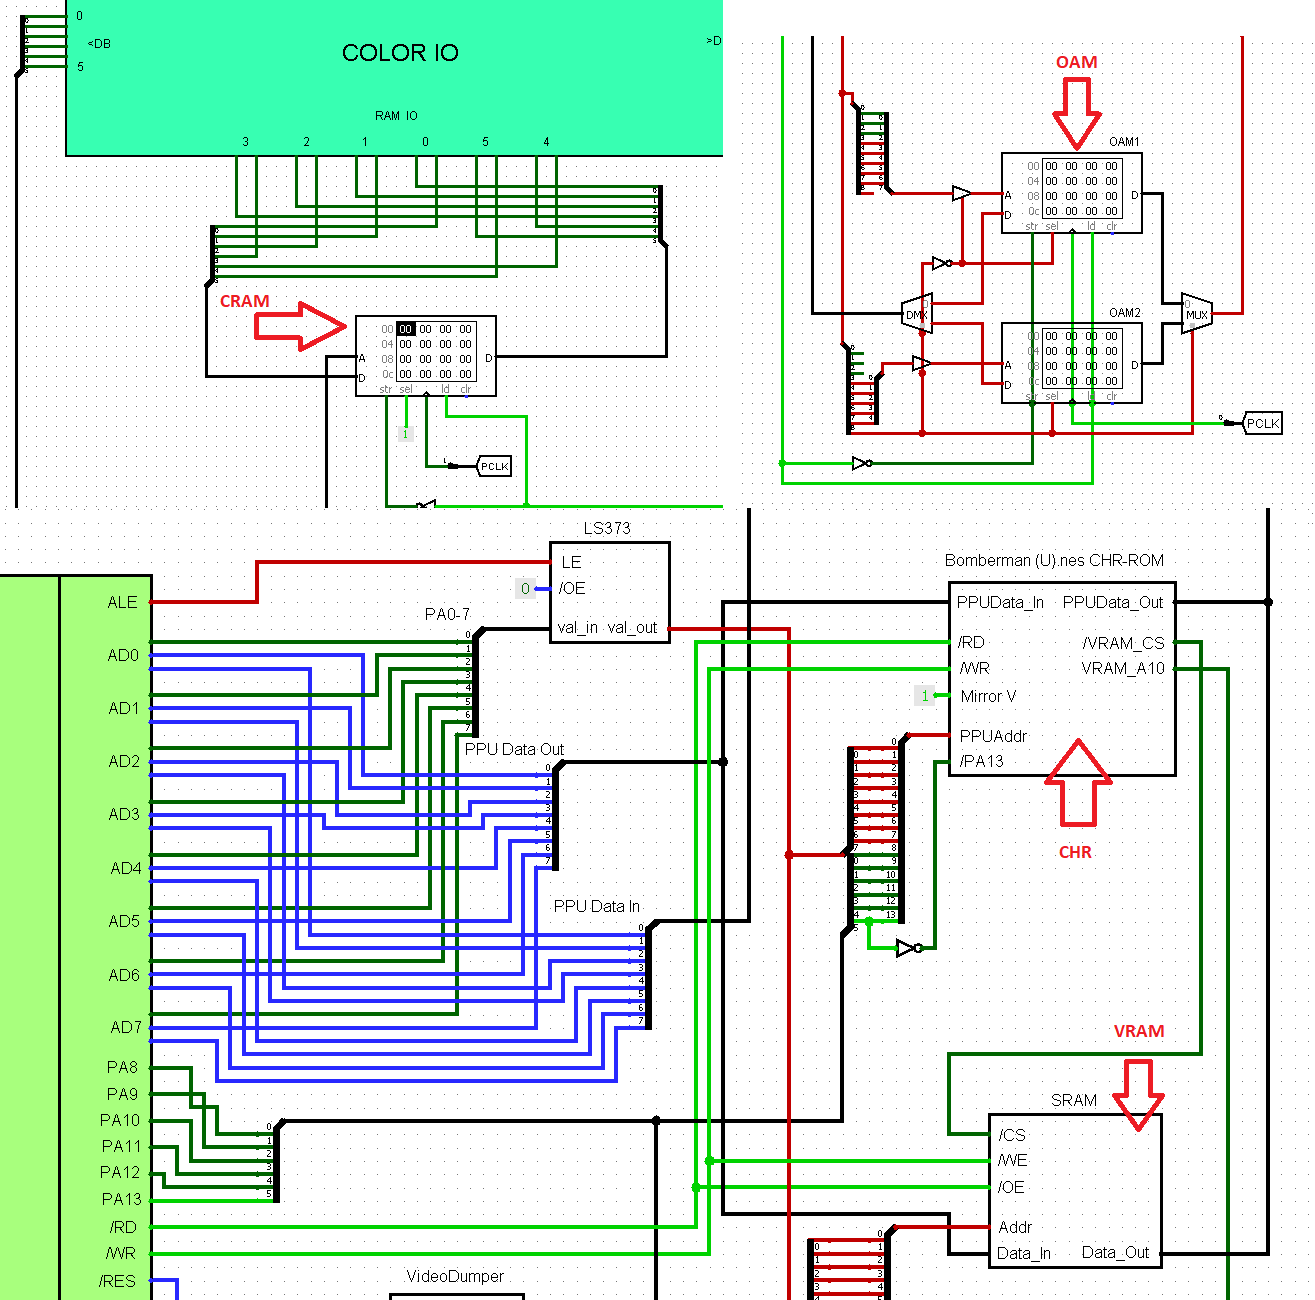 0
<DB
5
COLOR IO
>D
RAM IO
3 2 1 0 5 4
CRAM
00 00 00 00 00
04 00 00 00 00
08 00 00 00 00
0c 00 00 00 00
A
D
D
str sel ld clr
1
PCLK
OAM
OAM1
00 00 00 00 00
04 00 00 00 00
08 00 00 00 00
0c 00 00 00 00
A
D
D
str sel ld clr
DMX
MUX
OAM2
00 00 00 00 00
04 00 00 00 00
08 00 00 00 00
0c 00 00 00 00
A
D
D
str sel ld clr
PCLK
LS373
LE
0 /OE
val_in val_out
ALE
PA0-7
AD0
AD1
AD2
AD3
AD4
AD5
AD6
AD7
PA8
PA9
PA10
PA11
PA12
PA13
/RD
/WR
/RES
PPU Data Out
PPU Data In
Bomberman (U).nes CHR-ROM
PPUData_In PPUData_Out
/RD /VRAM_CS
/WR VRAM_A10
1 Mirror V
PPUAddr
/PA13
CHR
VRAM
SRAM
/CS
/WE
/OE
Addr
Data_In Data_Out
VideoDumper